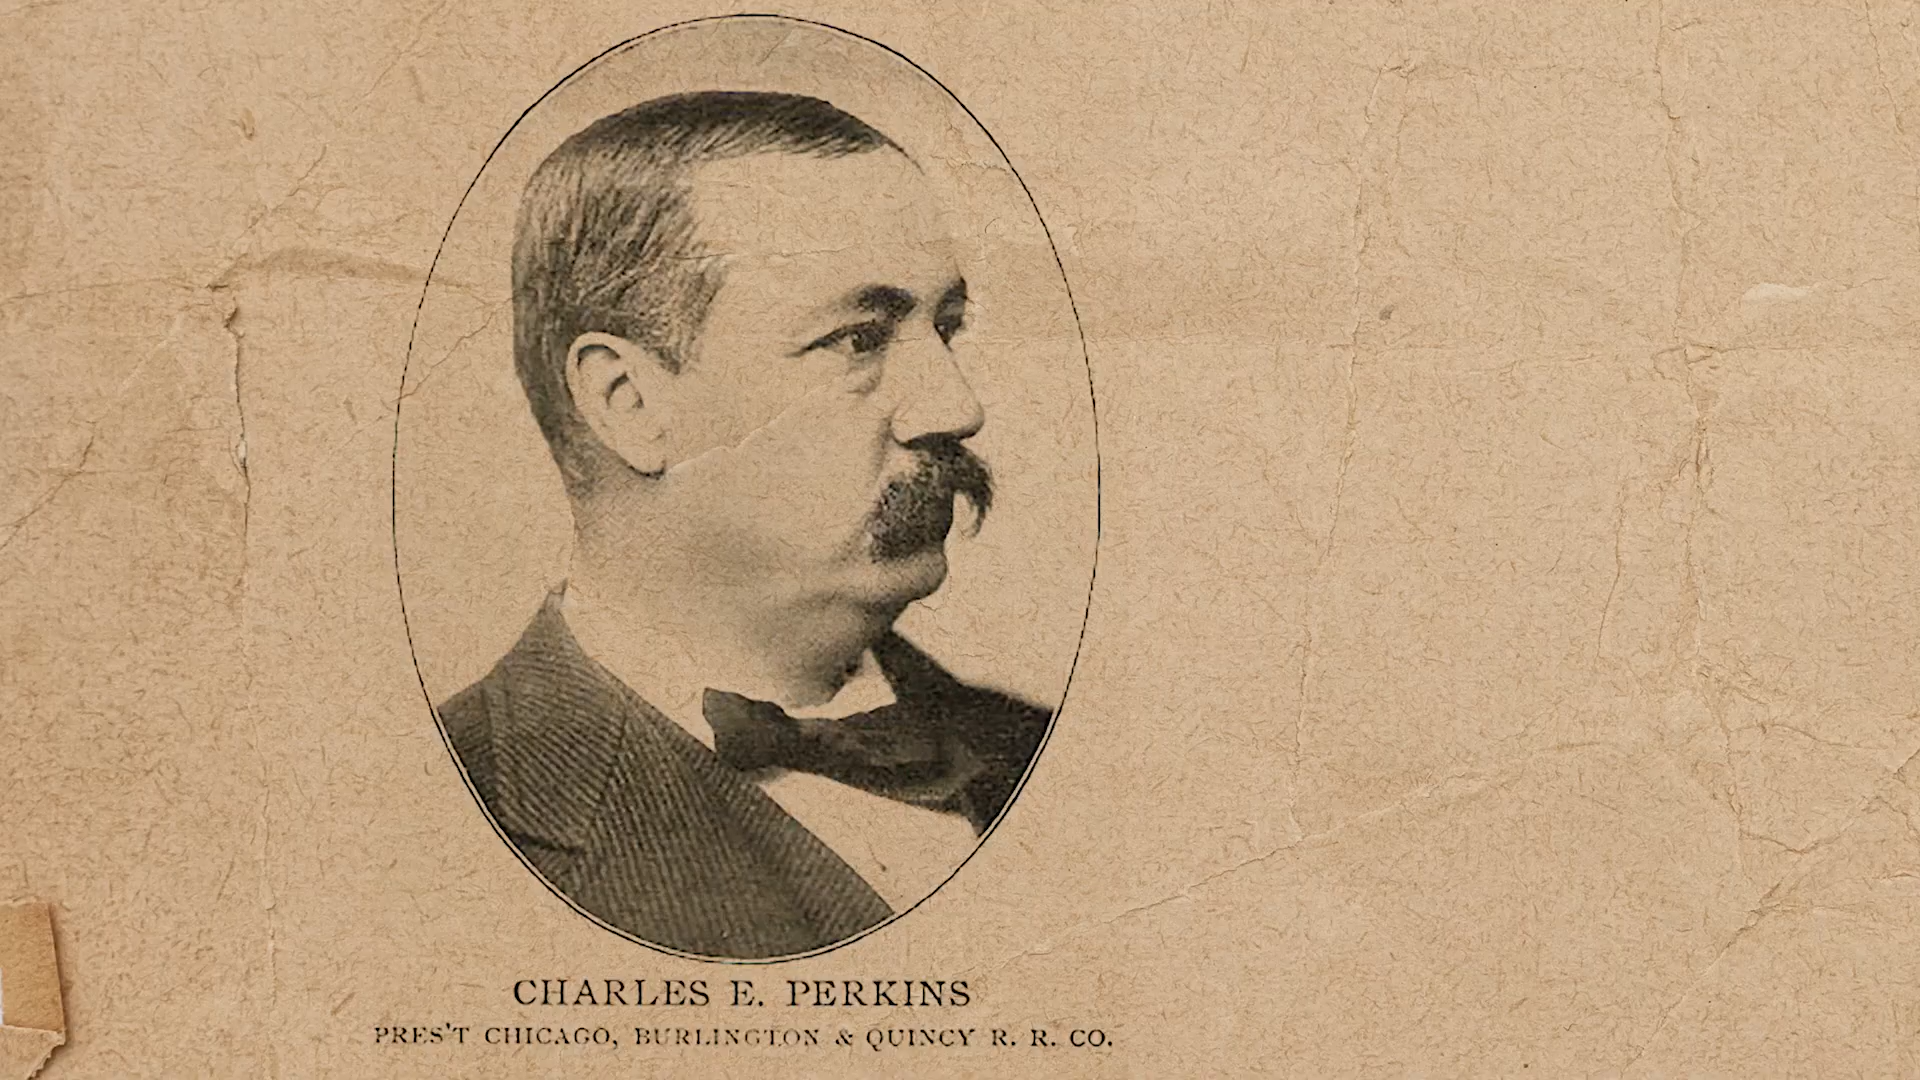 CHARLES E. PERKINS
PRES'T CHICAGO, BURLINGTON & QUINCY R. R. CO.